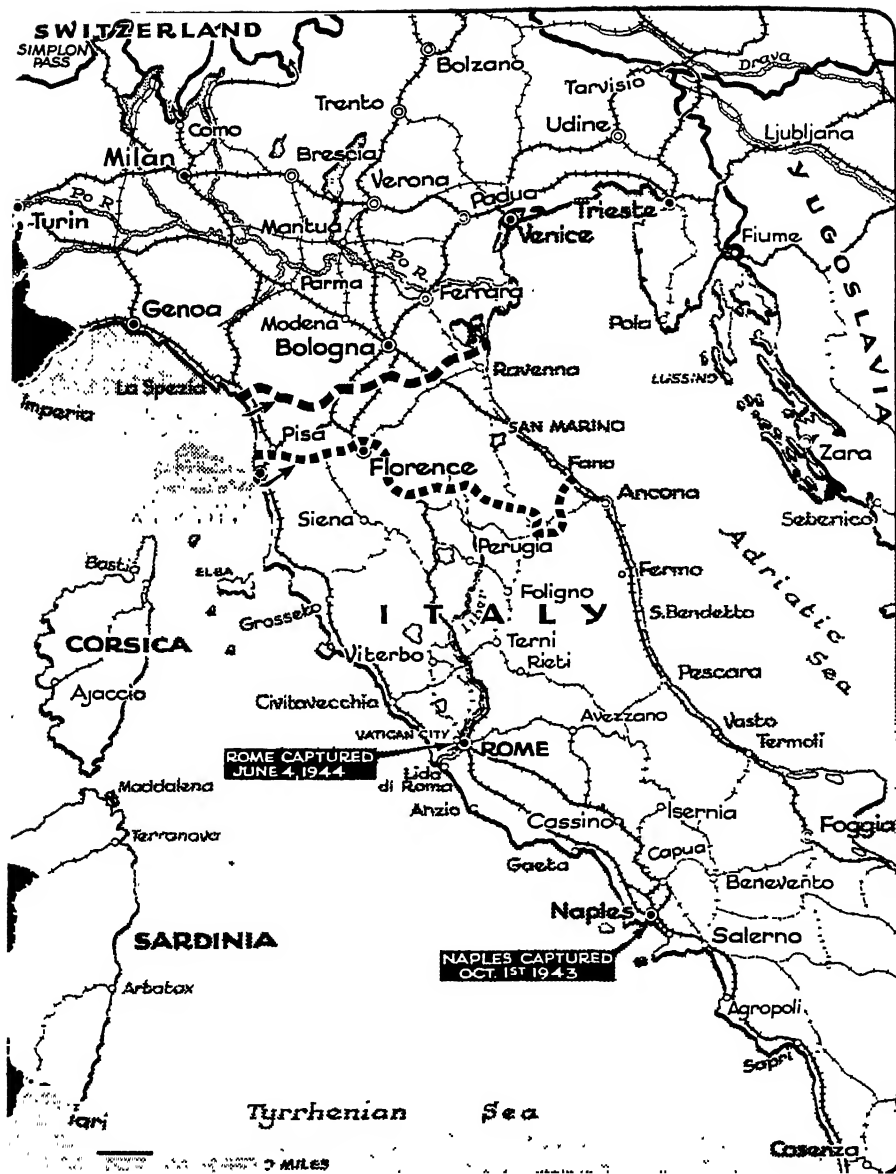 SWITZERLAND
SIMPLON
PASS
Bolzano
Tarvisio
Drava
Trento
Udine
Ljubljana
Como
Milan
Brescia
Verona
Padua
Trieste
YUGOSLAVIA
Po R.
Turin
Mantua
Venice
Fiume
Po R.
Parma
Ferrara
Genoa
Modena
Bologna
Pola
LUSSINO
La Spezia
Ravenna
Imperia
Pisa
SAN MARINO
Zara
Florence
Fano
Ancona
Siena
Sebenico
Perugia
Adriatic
Sea
Bastia
ELBA
Foligno
Fermo
Grosseto
ITALY
S. Bendetto
CORSICA
Terni
Viterbo
Rieti
Ajaccio
Pescara
Civitavecchia
Avezzano
Vasto
VATICAN CITY
ROME
Termoli
ROME CAPTURED
JUNE 4, 1944
Lido
di Roma
Maddalena
Anzio
Cassino
Isernia
Foggia
Terranova
Gaeta
Capua
Benevento
Naples
Salerno
SARDINIA
NAPLES CAPTURED
OCT. 1ST 1943
Arbatax
Agropoli
Sapri
Tyrrhenian Sea
Cosenza
MILES